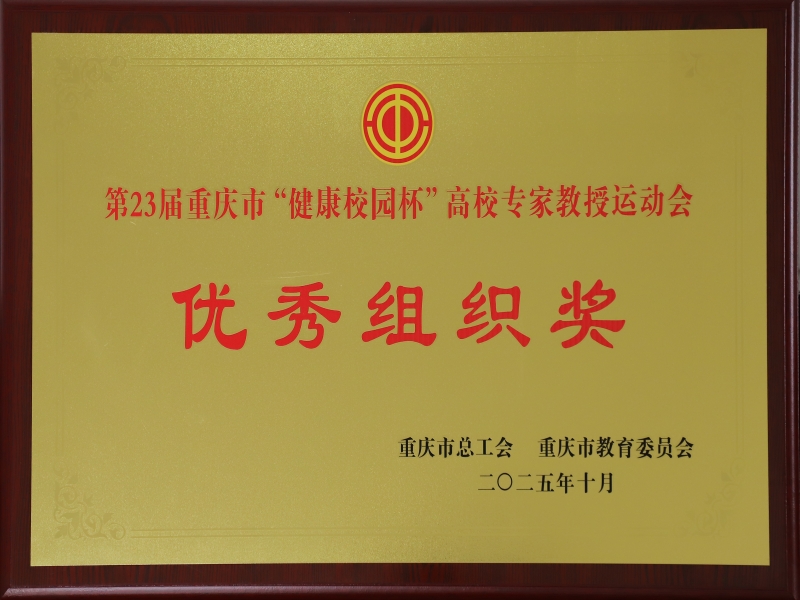 第23届重庆市“健康校园杯”高校专家教授运动会
优秀组织奖
重庆市总工会 重庆市教育委员会
二〇二五年十月